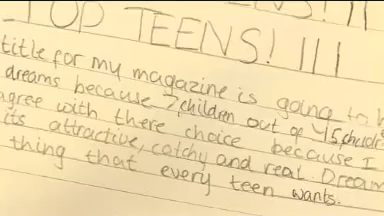 TOP TEENS! |||
title for my magazine is going to
dreams because 7 children out of 45
agree with there choice because I
its attractive, catchy and real. Dream
thing that every teen wants.